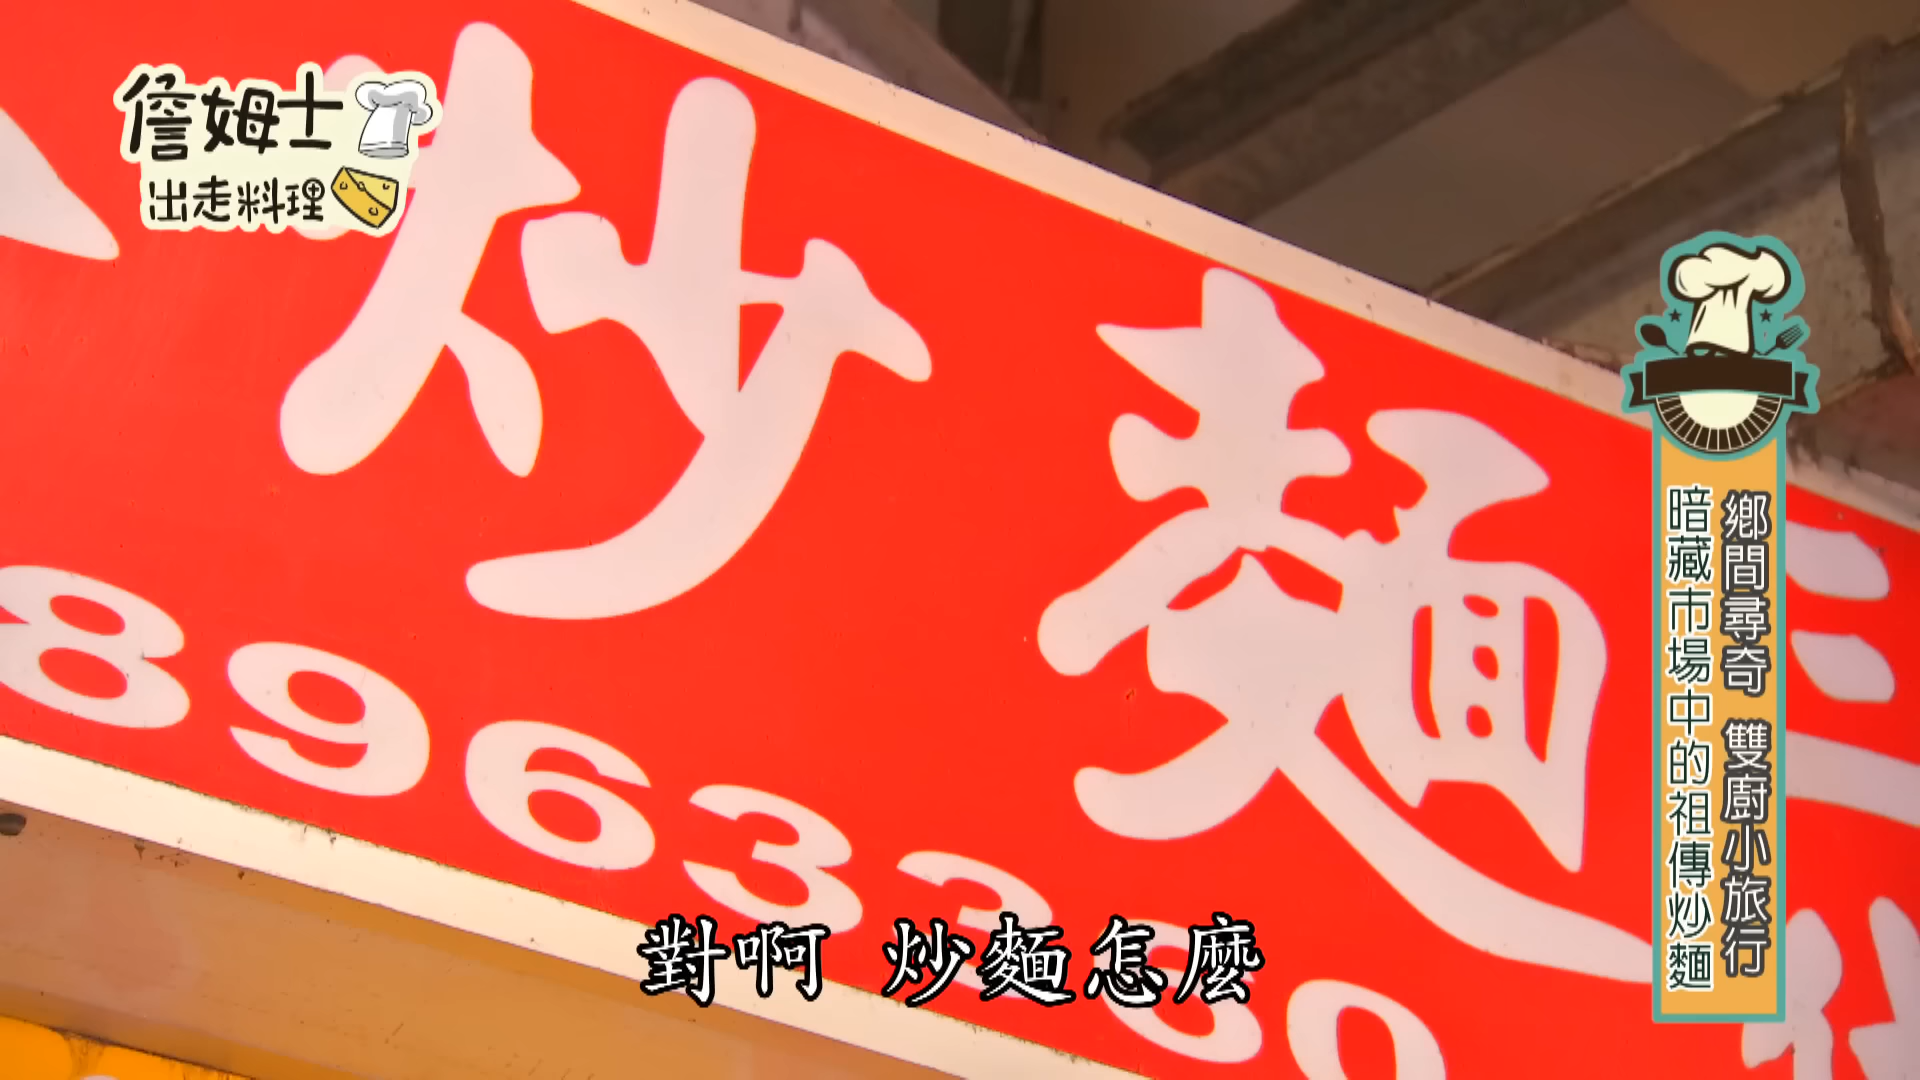 詹姆士
出走料理
炒麵
鄉間尋奇 雙廚小旅行
暗藏市場中的祖傳炒麵
對啊 炒麵怎麼